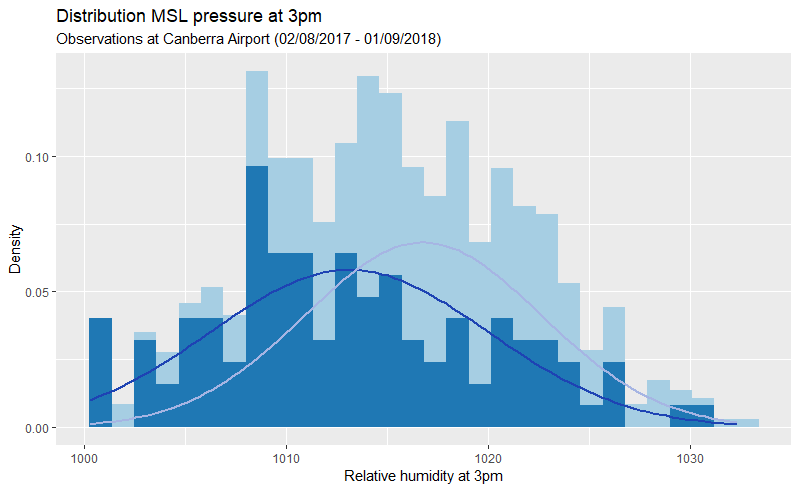 Distribution MSL pressure at 3pm
Observations at Canberra Airport (02/08/2017 - 01/09/2018)
Density
0.10
0.05
0.00
1000 1010 1020 1030
Relative humidity at 3pm